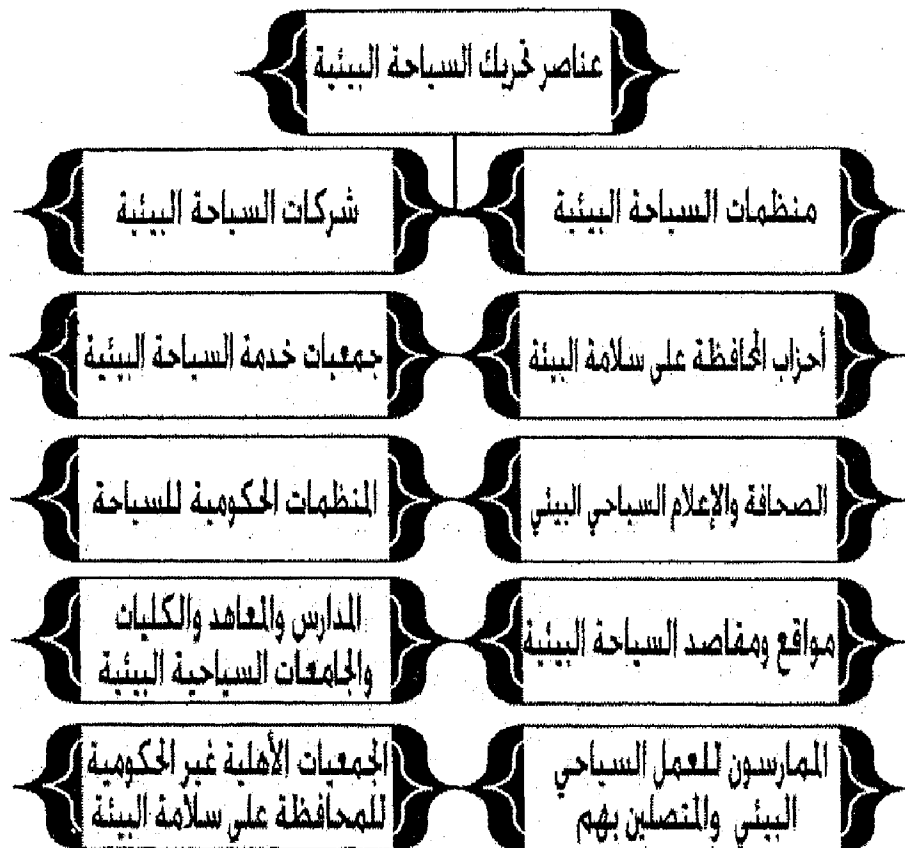 عناصر تحريك السياحة البيئية
منظمات السياحة البيئية
شركات السياحة البيئية
أحزاب المحافظة على سلامة البيئة
جمعيات خدمة السياحة البيئية
الصحافة والإعلام السياحي البيئي
المنظمات الحكومية للسياحة
مواقع ومقاصد السياحة البيئية
المدارس والمعاهد والكليات
والجامعات السياحية البيئية
الممارسون للعمل السياحي
البيئي والمتصلين بهم
الجمعيات الأهلية غير الحكومية
للمحافظة على سلامة البيئة